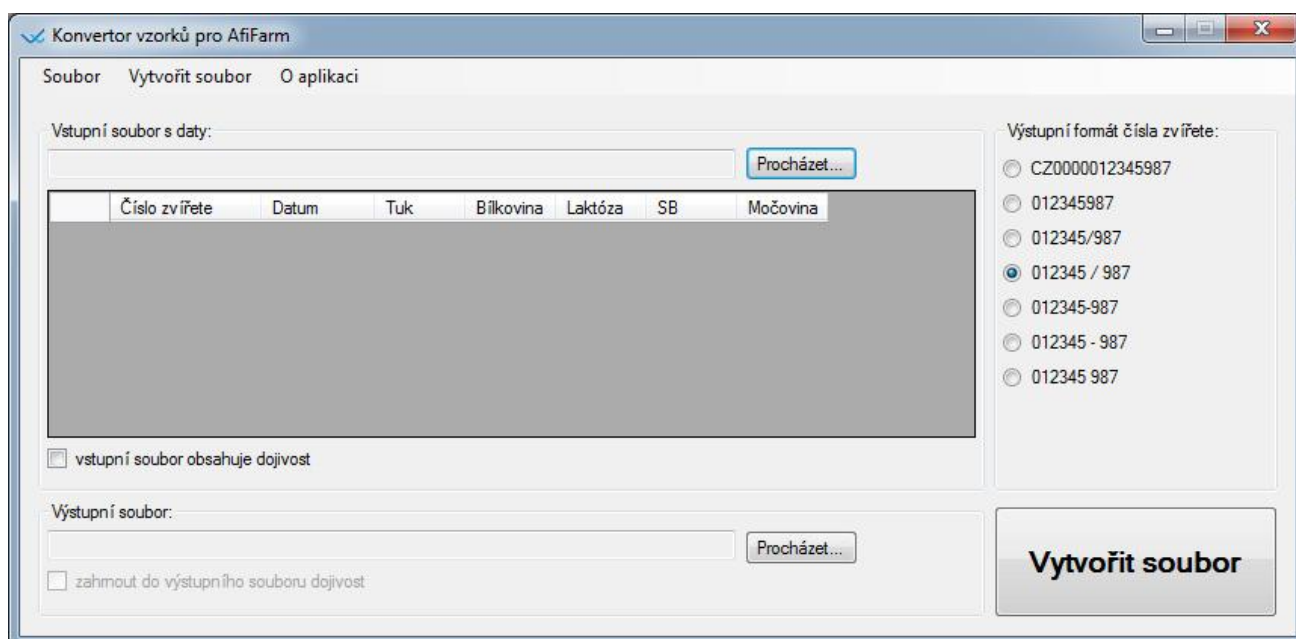 Konvertor vzorků pro AfiFarm
Soubor Vytvořit soubor O aplikaci
Vstupní soubor s daty:
Procházet...
Číslo zvířete Datum Tuk Bílkovina Laktóza SB Močovina
vstupní soubor obsahuje dojivost
Výstupní soubor:
Procházet...
zahrnout do výstupního souboru dojivost
Výstupní formát čísla zvířete:
CZ0000012345987
012345987
012345/987
012345 / 987
012345-987
012345 - 987
012345 987
Vytvořit soubor